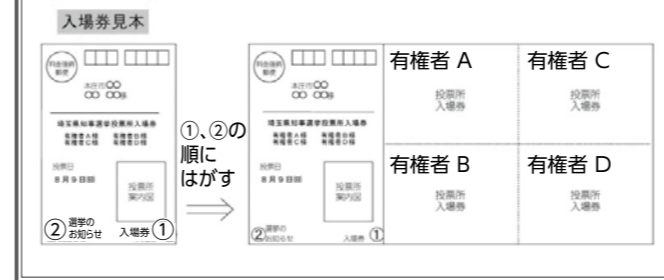 入場券見本
料金後納
郵便
本庄市○○
○○ ○○様
埼玉県知事選挙投票所入場券
有権者A様 有権者B様
有権者C様 有権者D様
投票日
8月9日㊐
投票所
案内図
② 選挙の
お知らせ 入場券 ①
①、②の
順に
はがす
料金後納
郵便
本庄市○○
○○ ○○様
埼玉県知事選挙投票所入場券
有権者A様 有権者B様
有権者C様 有権者D様
投票日
8月9日㊐
投票所
案内図
② 選挙の
お知らせ 入場券 ①
有権者 A
投票所
入場券
有権者 C
投票所
入場券
有権者 B
投票所
入場券
有権者 D
投票所
入場券